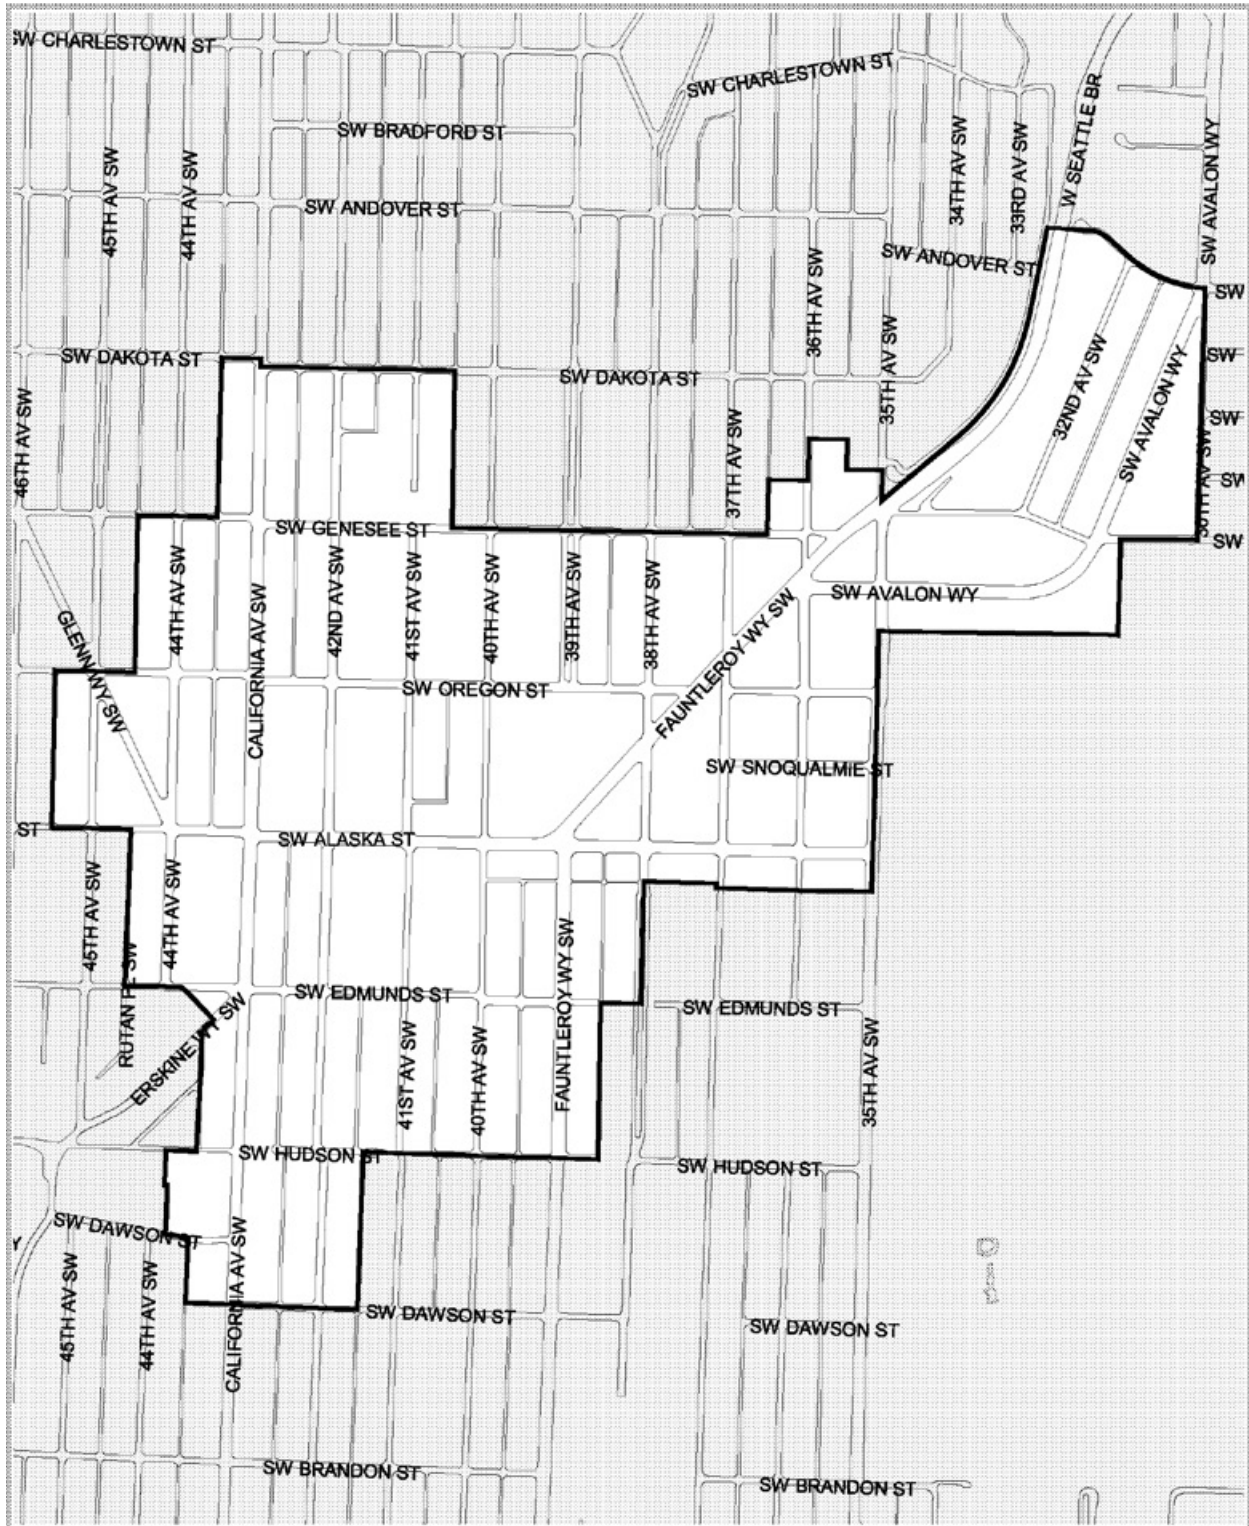 SW CHARLESTOWN ST
SW CHARLESTOWN ST
SW BRADFORD ST
W SEATTLE BR
34TH AV SW
33RD AV SW
SW AVALON WY
45TH AV SW
44TH AV SW
SW ANDOVER ST
SW ANDOVER ST
36TH AV SW
SW
SW DAKOTA ST
SW DAKOTA ST
35TH AV SW
32ND AV SW
SW AVALON WY
SW
46TH AV SW
37TH AV SW
SW
30TH AV SW
SW
SW GENESEE ST
SW
44TH AV SW
CALIFORNIA AV SW
42ND AV SW
41ST AV SW
40TH AV SW
39TH AV SW
38TH AV SW
FAUNTLEROY WY SW
SW AVALON WY
GLENN WY SW
SW OREGON ST
SW SNOQUALMIE ST
ST
SW ALASKA ST
45TH AV SW
44TH AV SW
FAUNTLEROY WY SW
RUTAN PL SW
ERSKINE WY SW
SW EDMUNDS ST
SW EDMUNDS ST
41ST AV SW
40TH AV SW
35TH AV SW
SW HUDSON ST
SW HUDSON ST
SW DAWSON ST
Y
45TH AV SW
44TH AV SW
CALIFORNIA AV SW
SW DAWSON ST
SW DAWSON ST
SW BRANDON ST
SW BRANDON ST